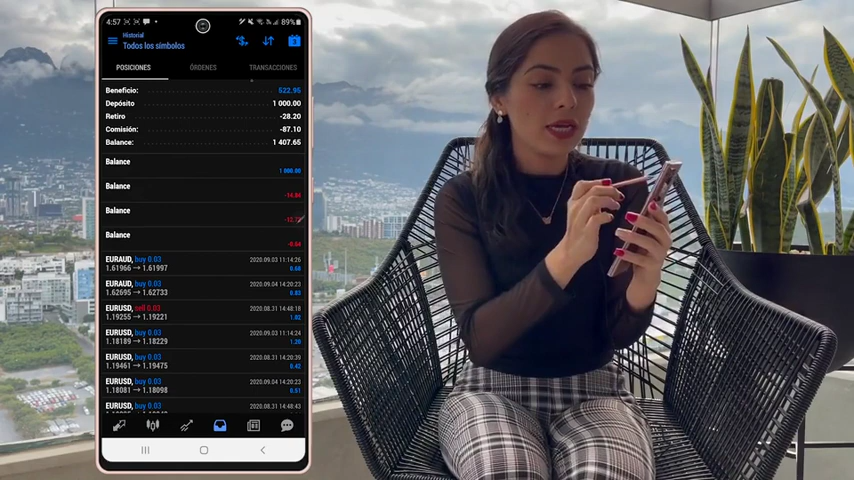 4:57
89%
Historial
Todos los símbolos
POSICIONES
ÓRDENES
TRANSACCIONES
Beneficio: 522.95
Depósito 1 000.00
Retiro -28.20
Comisión: -87.10
Balance: 1 407.65
Balance
1 000.00
Balance
-14.84
Balance
Balance
EURAUD, buy 0.03 2020.09.03 11:14:26
1.61966 → 1.61997 0.68
EURAUD, buy 0.03 2020.09.04 14:20:23
1.62695 → 1.62733 0.83
EURUSD, sell 0.03 2020.08.31 14:48:18
1.19255 → 1.19221 1.02
EURUSD, buy 0.03 2020.09.03 11:14:24
1.18189 → 1.18229 1.20
EURUSD, buy 0.03 2020.08.31 14:20:39
1.19461 → 1.19475 0.42
EURUSD, buy 0.03 2020.09.04 14:20:23
1.18081 → 1.18098 0.51
EURUSD, buy 0.03 2020.08.31 14:48:43